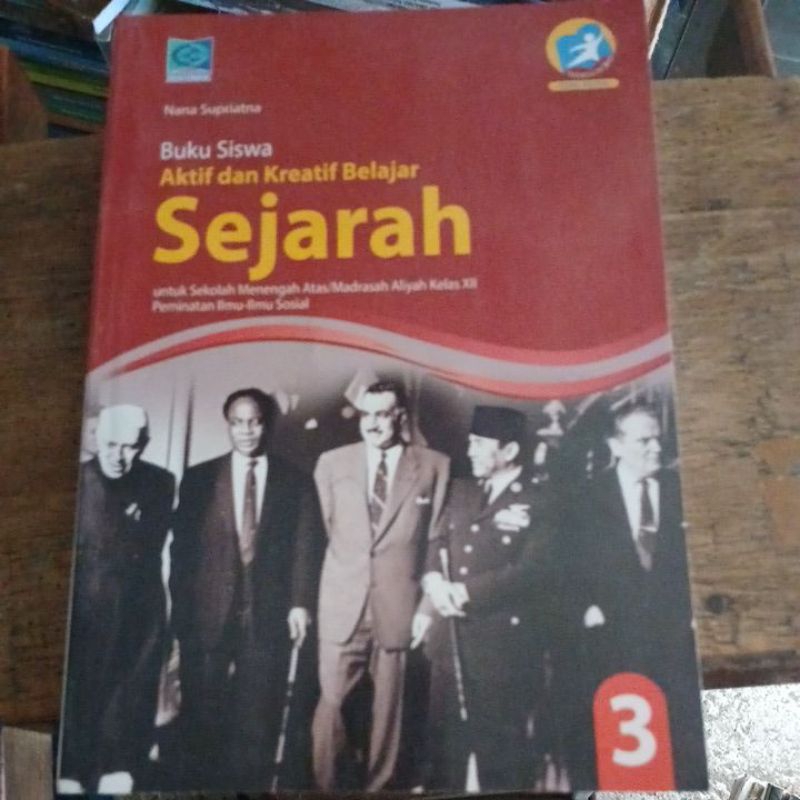 Nana Supriatna
Buku Siswa
Aktif dan Kreatif Belajar
Sejarah
untuk Sekolah Menengah Atas/Madrasah Aliyah Kelas XII
Peminatan Ilmu-Ilmu Sosial
3